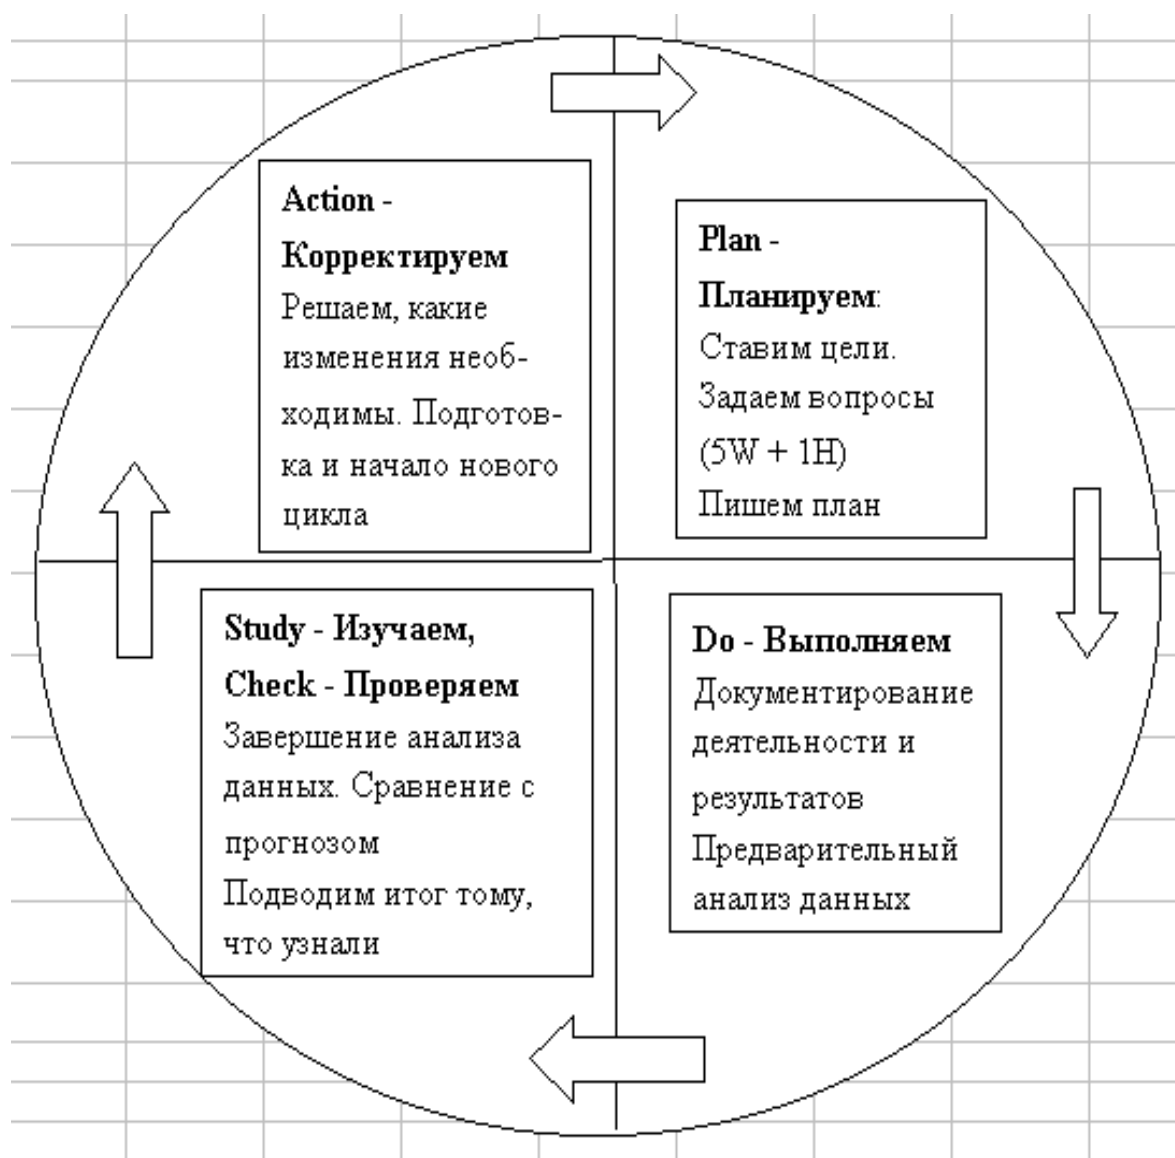 Action -
Корректируем
Решаем, какие
изменения необ-
ходимы. Подготов-
ка и начало нового
цикла
Plan -
Планируем:
Ставим цели.
Задаем вопросы
(5W + 1H)
Пишем план
Study - Изучаем,
Check - Проверяем
Завершение анализа
данных. Сравнение с
прогнозом
Подводим итог тому,
что узнали
Do - Выполняем
Документирование
деятельности и
результатов
Предварительный
анализ данных